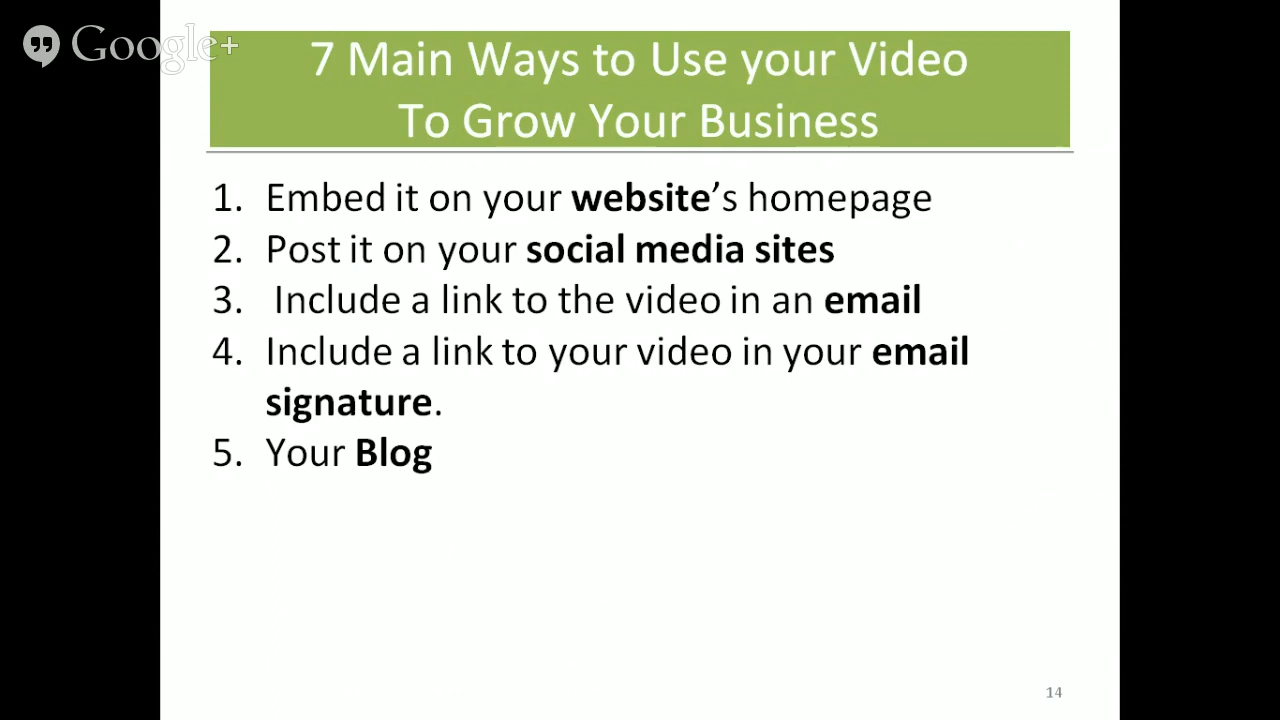 Google+
7 Main Ways to Use your Video
To Grow Your Business
1. Embed it on your website’s homepage
2. Post it on your social media sites
3. Include a link to the video in an email
4. Include a link to your video in your email
signature.
5. Your Blog
14